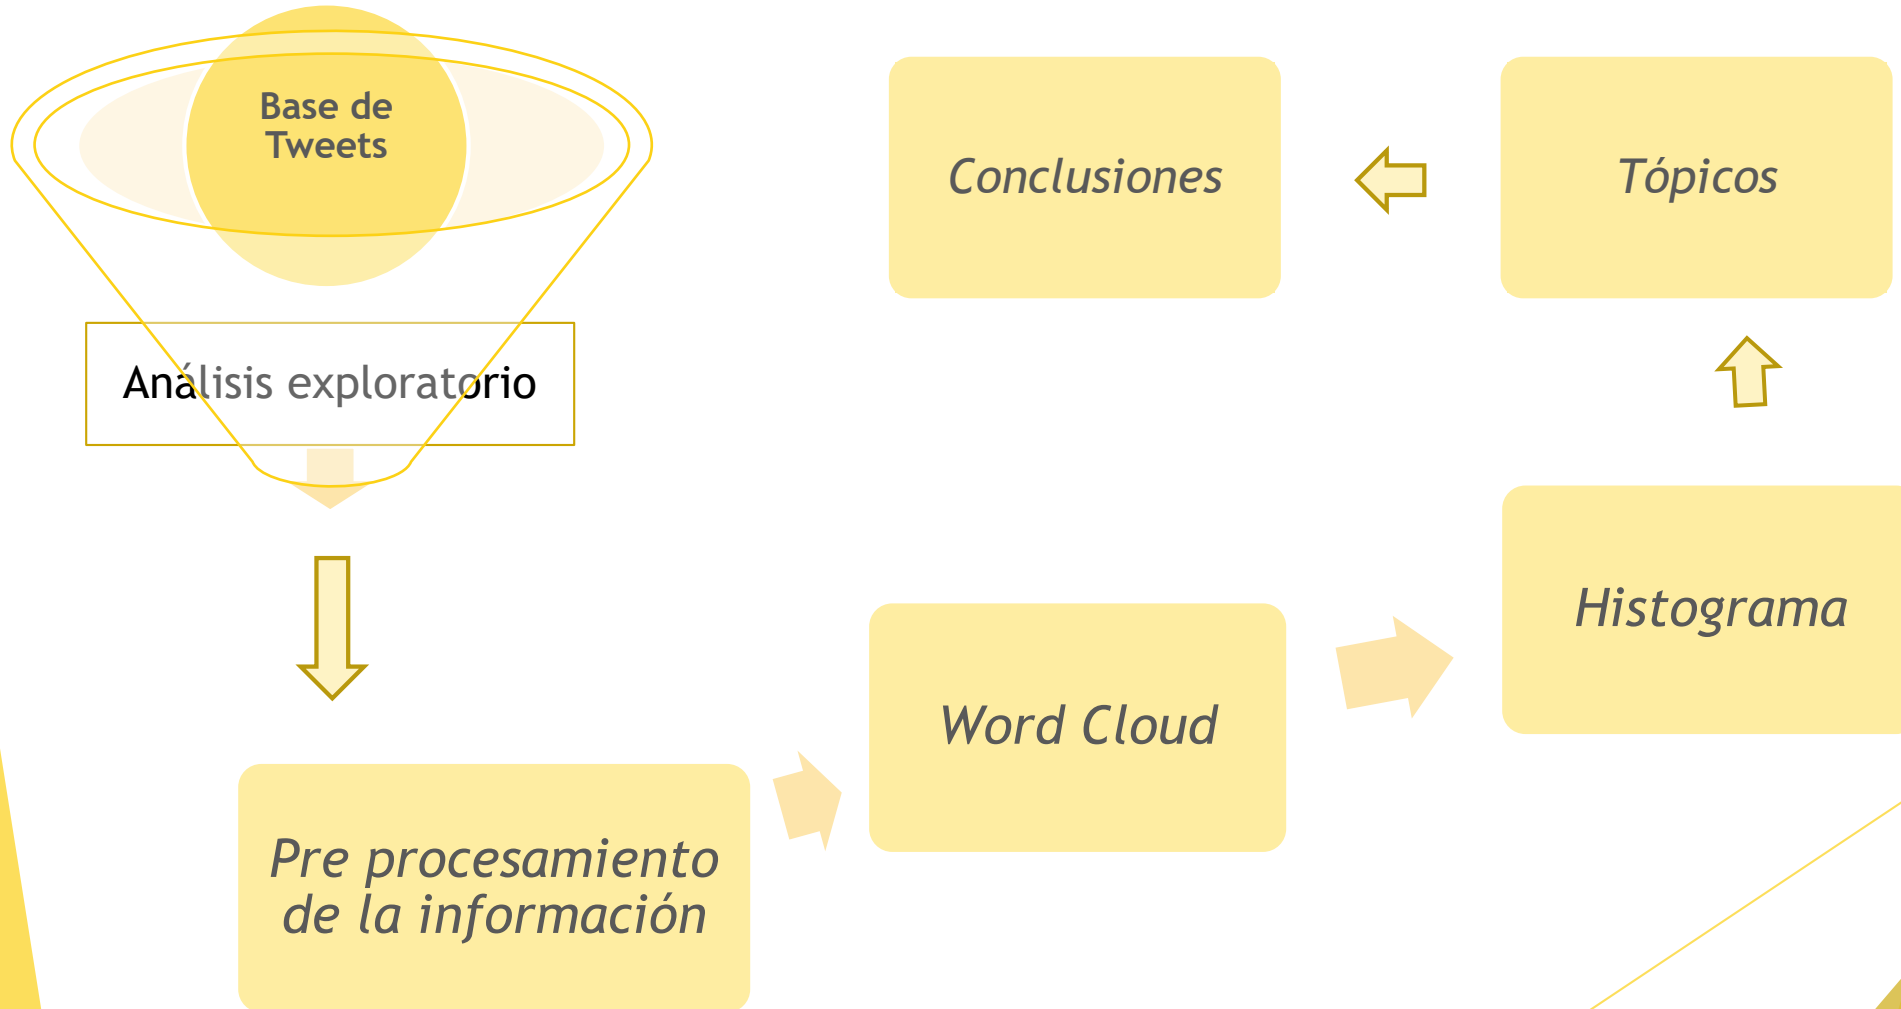 Base de
Tweets
Análisis exploratorio
Pre procesamiento
de la información
Word Cloud
Histograma
Tópicos
Conclusiones